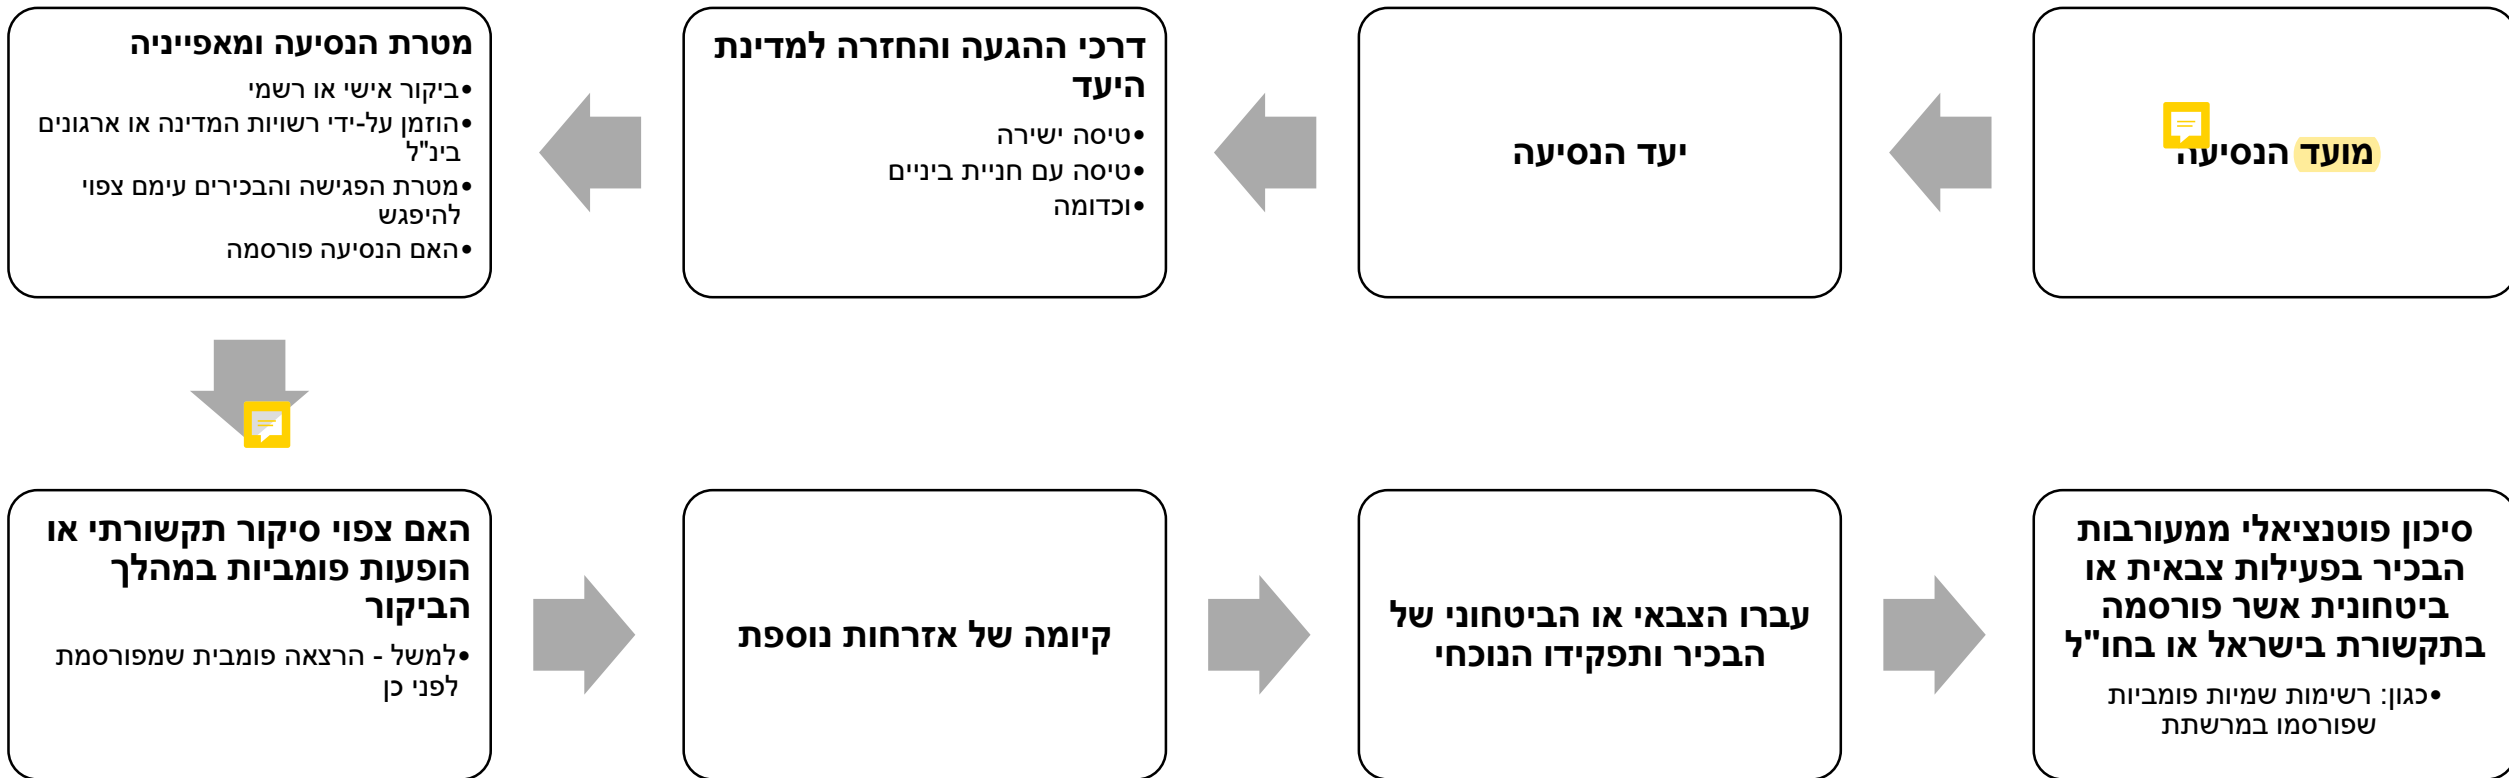 מועד הנסיעה
יעד הנסיעה
דרכי ההגעה והחזרה למדינת
היעד
•טיסה ישירה
•טיסה עם חניית ביניים
•וכדומה
מטרת הנסיעה ומאפייניה
•ביקור אישי או רשמי
•הוזמן על-ידי רשויות המדינה או ארגונים
בינ"ל
•מטרת הפגישה והבכירים עימם צפוי
להיפגש
•האם הנסיעה פורסמה
האם צפוי סיקור תקשורתי או
הופעות פומביות במהלך
הביקור
•למשל - הרצאה פומבית שמפורסמת
לפני כן
קיומה של אזרחות נוספת
עברו הצבאי או הביטחוני של
הבכיר ותפקידו הנוכחי
סיכון פוטנציאלי ממעורבות
הבכיר בפעילות צבאית או
ביטחונית אשר פורסמה
בתקשורת בישראל או בחו"ל
•כגון: רשימות שמיות פומביות
שפורסמו במרשתת